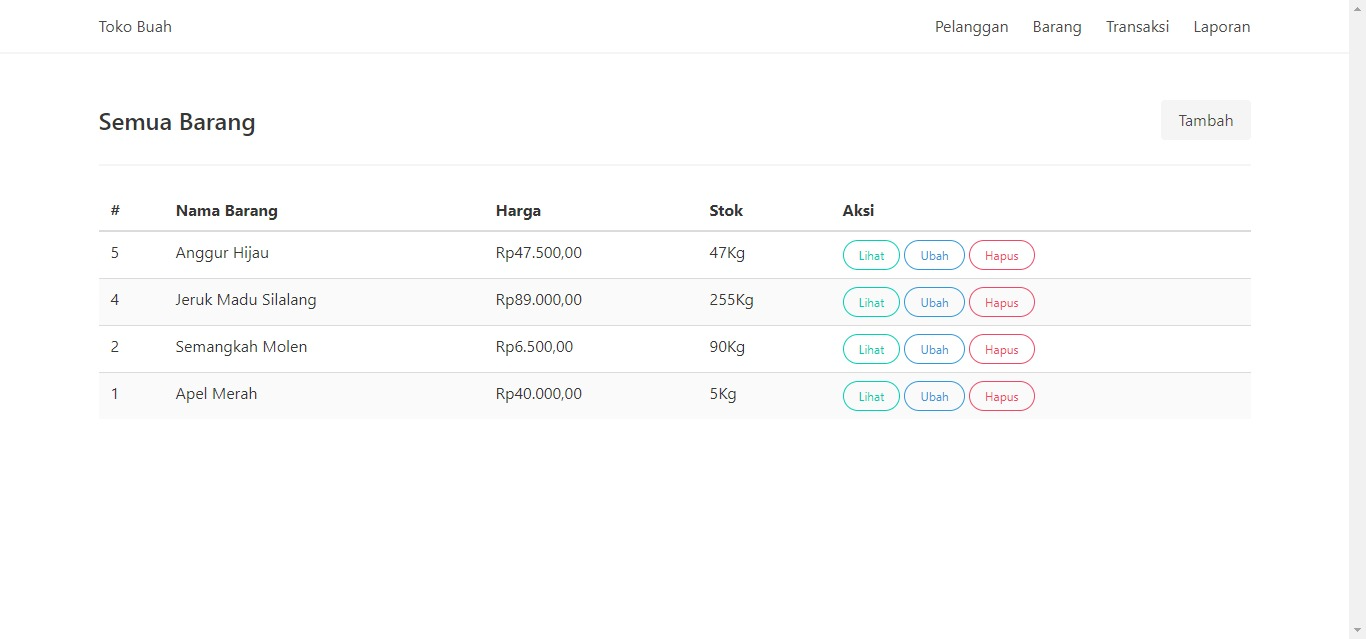 Toko Buah Pelanggan Barang Transaksi Laporan
Semua Barang Tambah
# Nama Barang Harga Stok Aksi
5 Anggur Hijau Rp47.500,00 47Kg Lihat Ubah Hapus
4 Jeruk Madu Silalang Rp89.000,00 255Kg Lihat Ubah Hapus
2 Semangkah Molen Rp6.500,00 90Kg Lihat Ubah Hapus
1 Apel Merah Rp40.000,00 5Kg Lihat Ubah Hapus